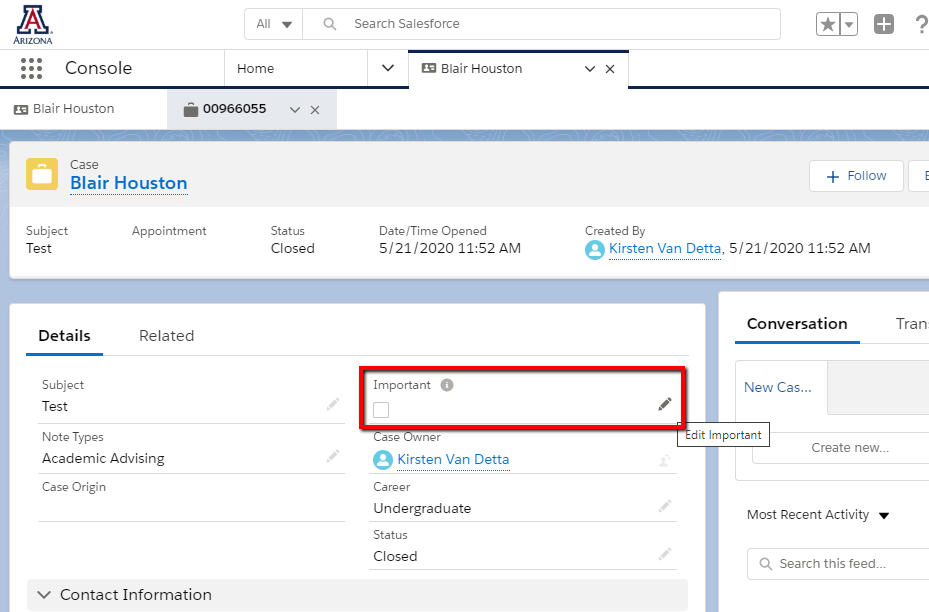 A
ARIZONA
All
Search Salesforce
?
Console
Home
Blair Houston
Blair Houston
00966055
Case
Blair Houston
Follow
Subject
Appointment
Status
Date/Time Opened
Created By
Test
Closed
5/21/2020 11:52 AM
Kirsten Van Detta, 5/21/2020 11:52 AM
Details
Related
Conversation
Tran
Subject
Test
Important
Edit Important
Note Types
Academic Advising
Case Owner
Kirsten Van Detta
Case Origin
Career
Undergraduate
Status
Closed
Contact Information
New Cas...
Create new...
Most Recent Activity
Search this feed...